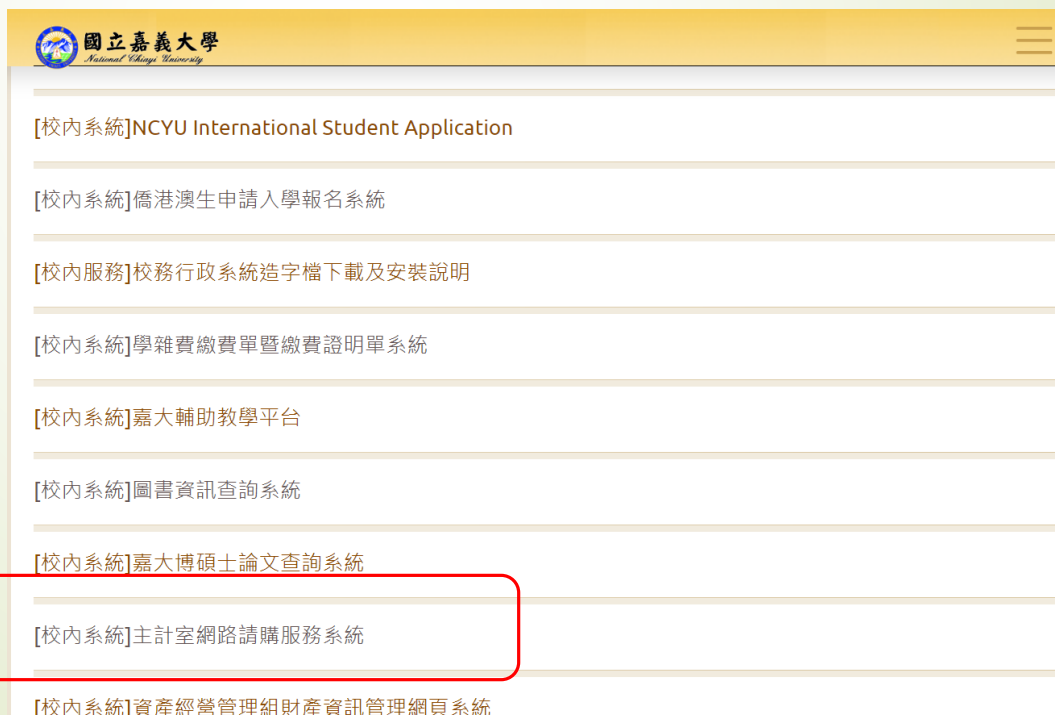 國立嘉義大學
National Chiayi University
[校內系統]NCYU International Student Application
[校內系統]僑港澳生申請入學報名系統
[校內服務]校務行政系統造字檔下載及安裝說明
[校內系統]學雜費繳費單暨繳費證明單系統
[校內系統]嘉大輔助教學平台
[校內系統]圖書資訊查詢系統
[校內系統]嘉大博碩士論文查詢系統
[校內系統]主計室網路請購服務系統
[校內系統]資產經營管理組財產資訊管理網頁系統